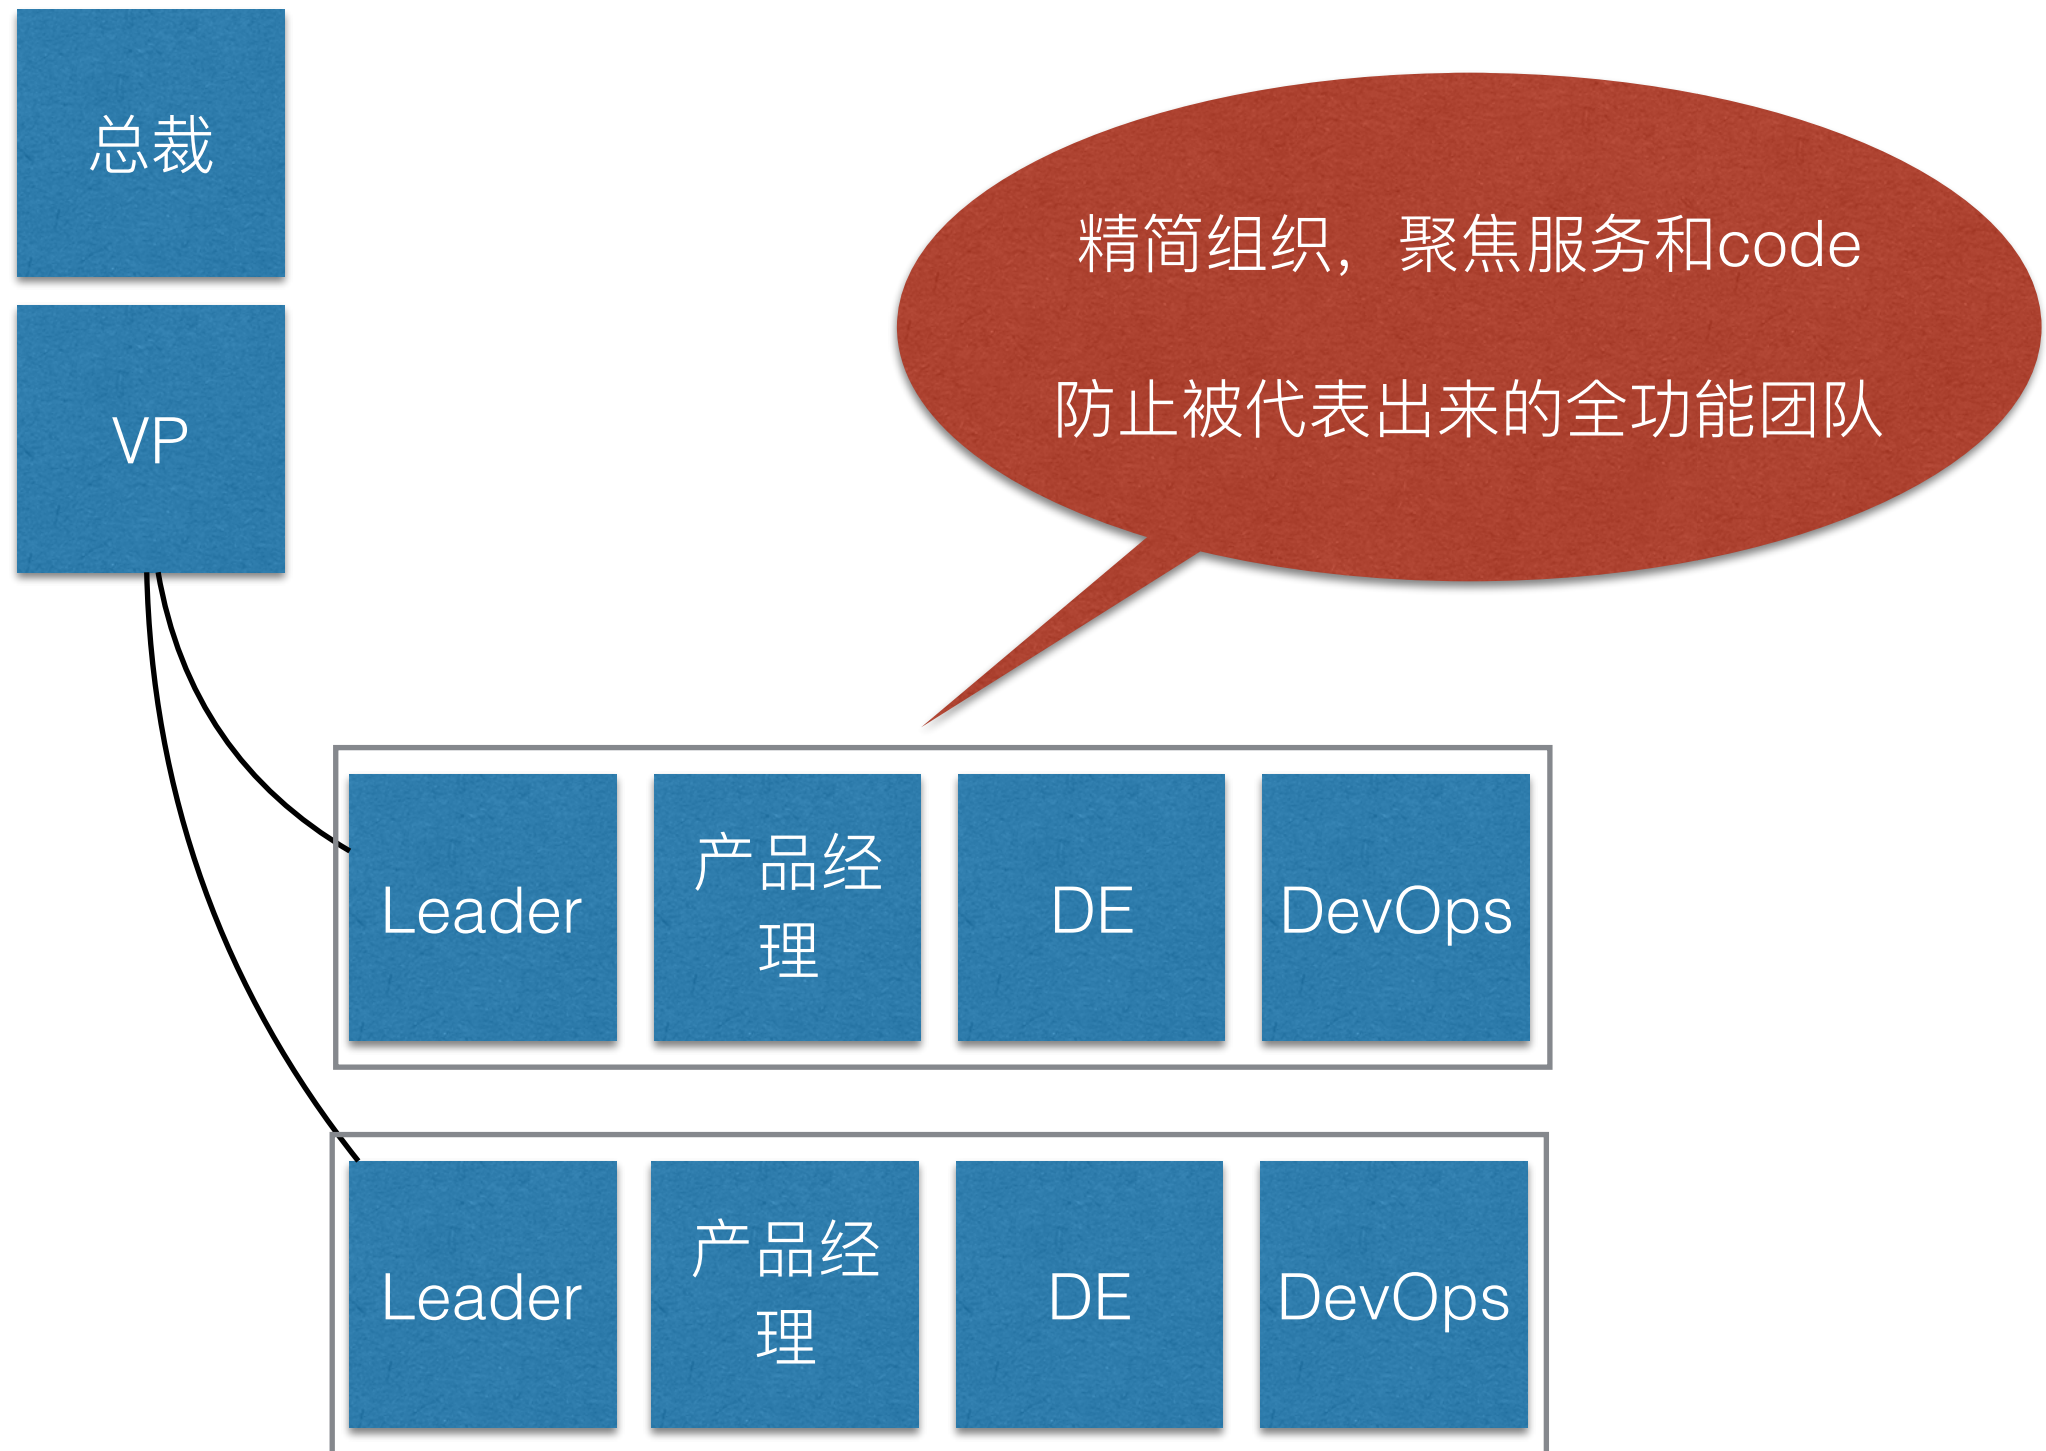 总裁
VP
精简组织，聚焦服务和code
防止被代表出来的全功能团队
Leader
产品经
理
DE
DevOps
Leader
产品经
理
DE
DevOps